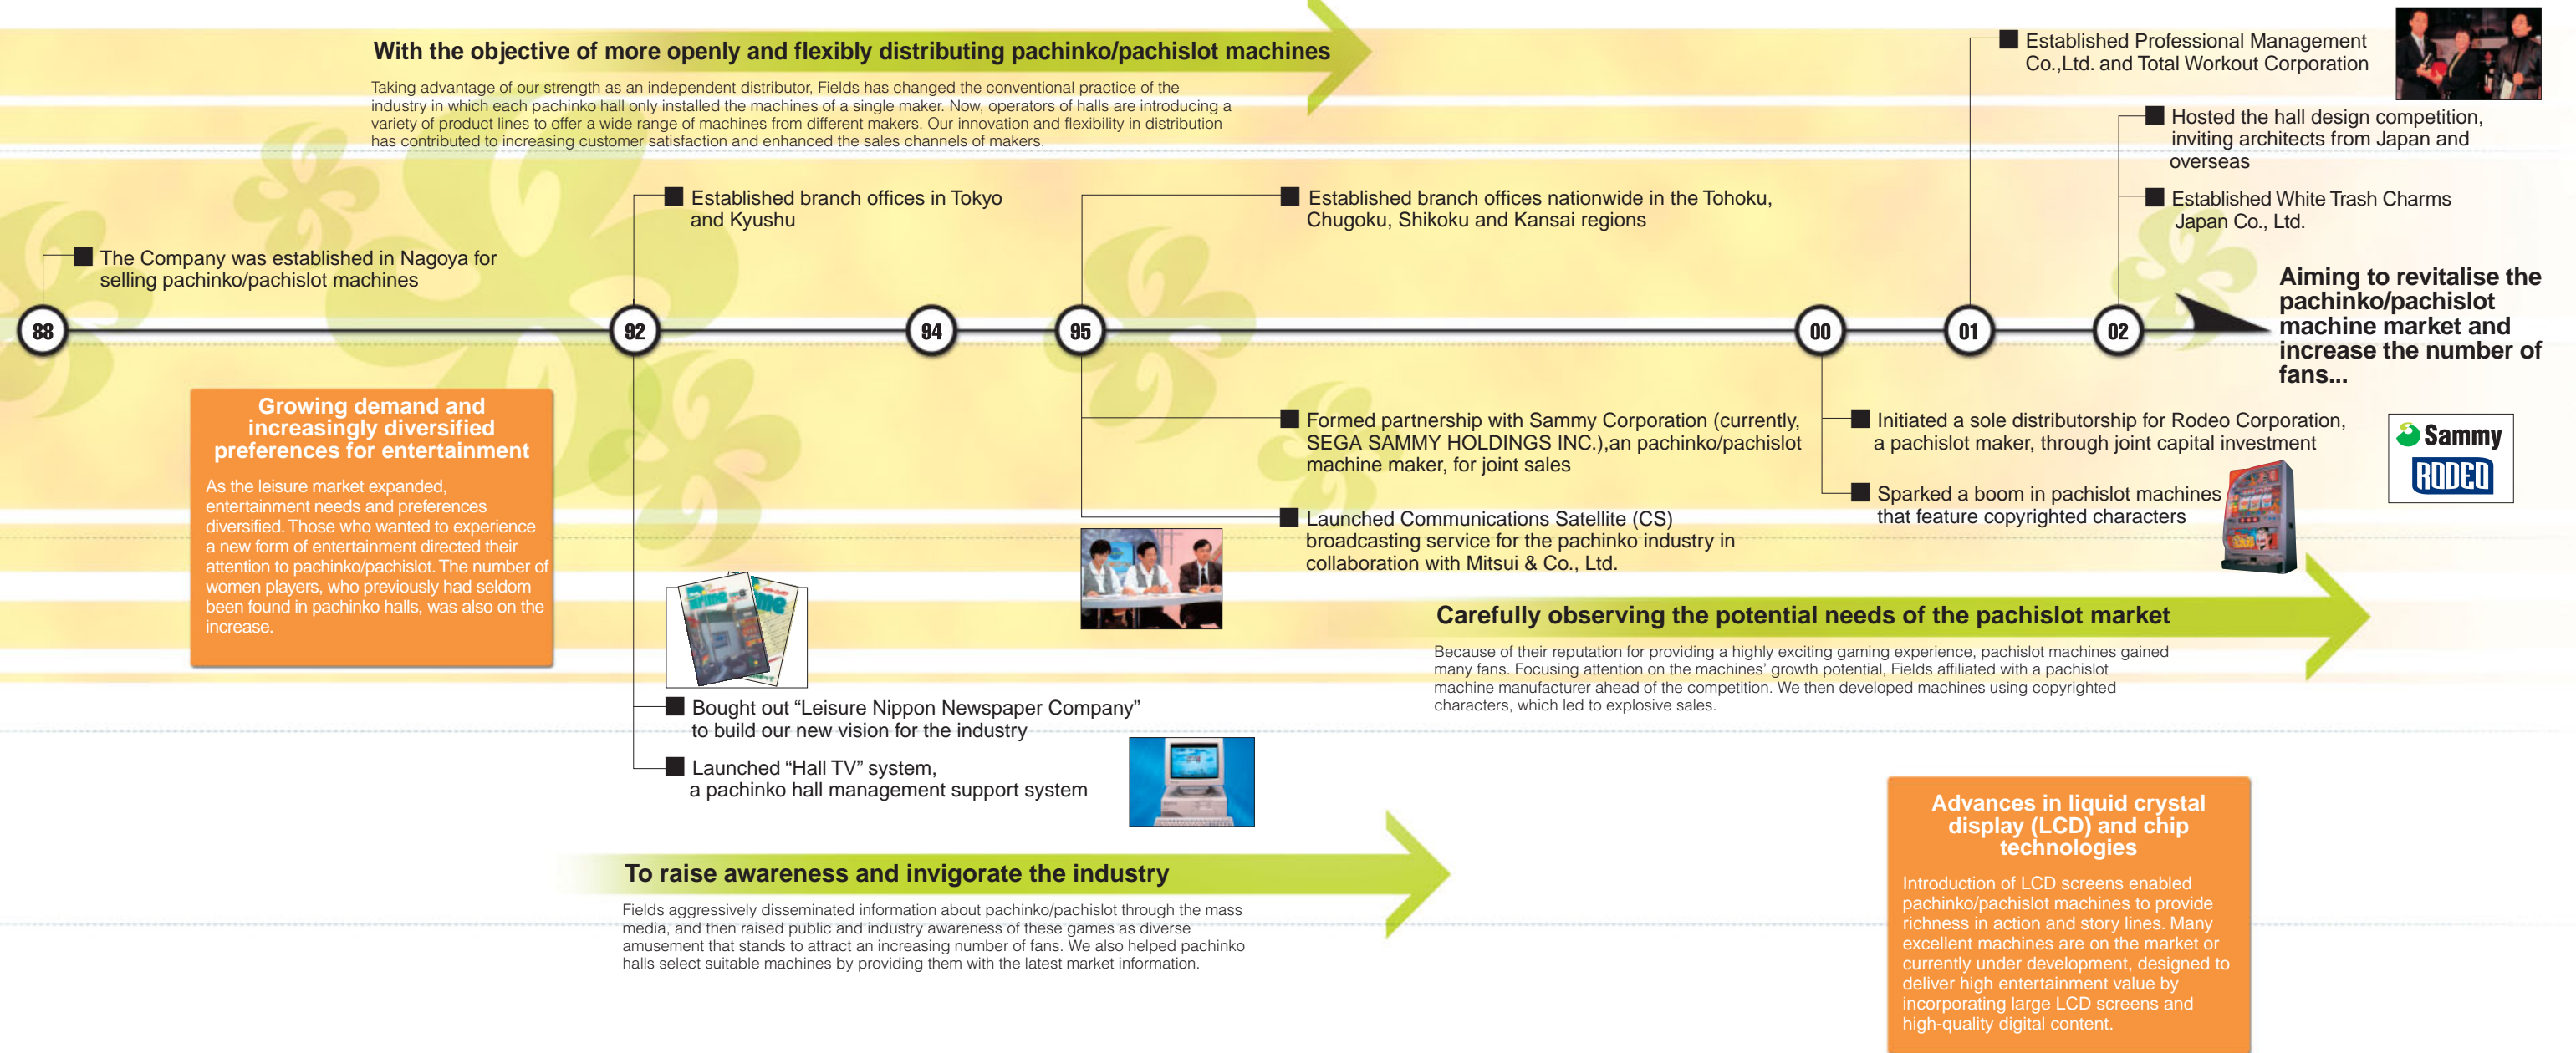 With the objective of more openly and flexibly distributing pachinko/pachislot machines
Taking advantage of our strength as an independent distributor, Fields has changed the conventional practice of the
industry in which each pachinko hall only installed the machines of a single maker. Now, operators of halls are introducing a
variety of product lines to offer a wide range of machines from different makers. Our innovation and flexibility in distribution
has contributed to increasing customer satisfaction and enhanced the sales channels of makers.
■ Established Professional Management
Co.,Ltd. and Total Workout Corporation
■ Hosted the hall design competition,
inviting architects from Japan and
overseas
■ Established White Trash Charms
Japan Co., Ltd.
■ Established branch offices in Tokyo
and Kyushu
■ Established branch offices nationwide in the Tohoku,
Chugoku, Shikoku and Kansai regions
■ The Company was established in Nagoya for
selling pachinko/pachislot machines
88
92
94
95
00
01
02
Aiming to revitalise the
pachinko/pachislot
machine market and
increase the number of
fans...
Growing demand and
increasingly diversified
preferences for entertainment
As the leisure market expanded,
entertainment needs and preferences
diversified. Those who wanted to experience
a new form of entertainment directed their
attention to pachinko/pachislot. The number of
women players, who previously had seldom
been found in pachinko halls, was also on the
increase.
■ Formed partnership with Sammy Corporation (currently,
SEGA SAMMY HOLDINGS INC.),an pachinko/pachislot
machine maker, for joint sales
■ Launched Communications Satellite (CS)
broadcasting service for the pachinko industry in
collaboration with Mitsui & Co., Ltd.
■ Initiated a sole distributorship for Rodeo Corporation,
a pachislot maker, through joint capital investment
■ Sparked a boom in pachislot machines
that feature copyrighted characters
Sammy
RODEO
Carefully observing the potential needs of the pachislot market
Because of their reputation for providing a highly exciting gaming experience, pachislot machines gained
many fans. Focusing attention on the machines' growth potential, Fields affiliated with a pachislot
machine manufacturer ahead of the competition. We then developed machines using copyrighted
characters, which led to explosive sales.
■ Bought out “Leisure Nippon Newspaper Company”
to build our new vision for the industry
■ Launched “Hall TV” system,
a pachinko hall management support system
To raise awareness and invigorate the industry
Fields aggressively disseminated information about pachinko/pachislot through the mass
media, and then raised public and industry awareness of these games as diverse
amusement that stands to attract an increasing number of fans. We also helped pachinko
halls select suitable machines by providing them with the latest market information.
Advances in liquid crystal
display (LCD) and chip
technologies
Introduction of LCD screens enabled
pachinko/pachislot machines to provide
richness in action and story lines. Many
excellent machines are on the market or
currently under development, designed to
deliver high entertainment value by
incorporating large LCD screens and
high-quality digital content.